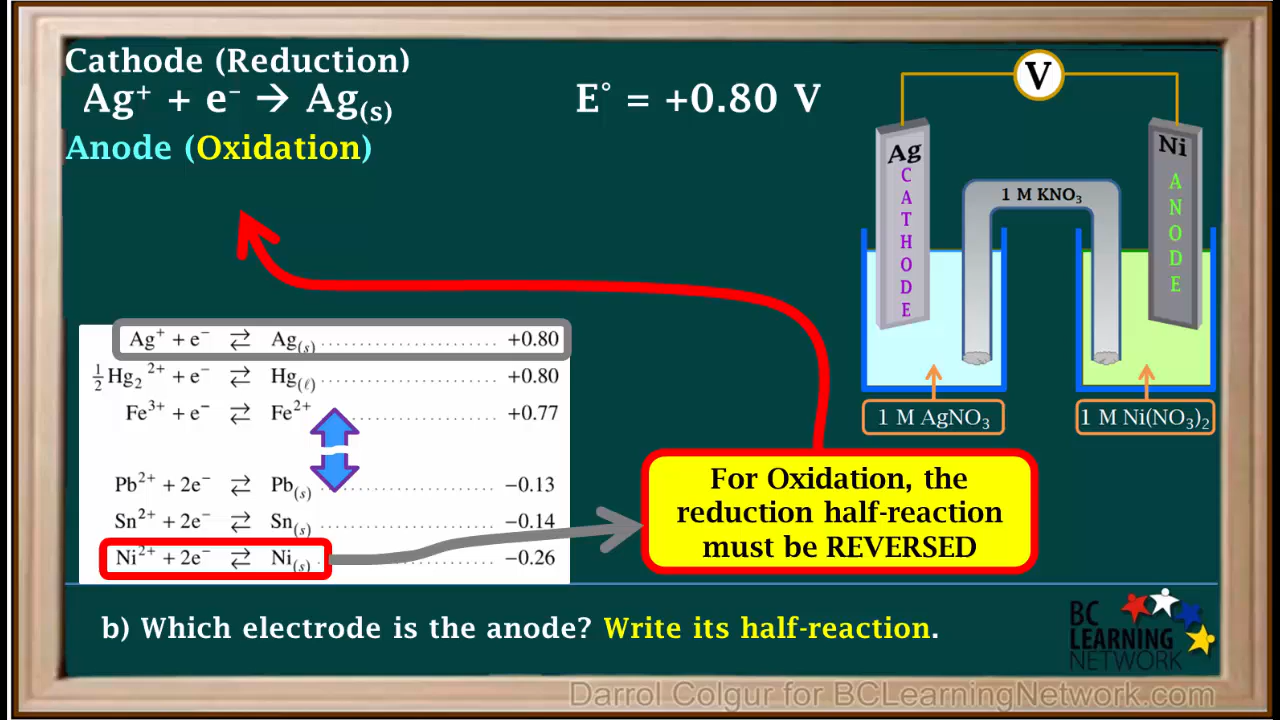 Cathode (Reduction)
Ag⁺ + e⁻ → Ag₍s₎ E° = +0.80 V
Anode (Oxidation)
V
Ag
CATHODE
Ni
ANODE
1 M KNO₃
1 M AgNO₃
1 M Ni(NO₃)₂
Ag⁺ + e⁻ ⇄ Ag₍s₎ ........................ +0.80
½Hg₂²⁺ + e⁻ ⇄ Hg₍ℓ₎ ........................ +0.80
Fe³⁺ + e⁻ ⇄ Fe²⁺ ........................ +0.77
Pb²⁺ + 2e⁻ ⇄ Pb₍s₎ ........................ −0.13
Sn²⁺ + 2e⁻ ⇄ Sn₍s₎ ........................ −0.14
Ni²⁺ + 2e⁻ ⇄ Ni₍s₎ ........................ −0.26
For Oxidation, the
reduction half-reaction
must be REVERSED
b) Which electrode is the anode? Write its half-reaction.
BC
LEARNING
NETWORK
Darrol Colgur for BCLearningNetwork.com